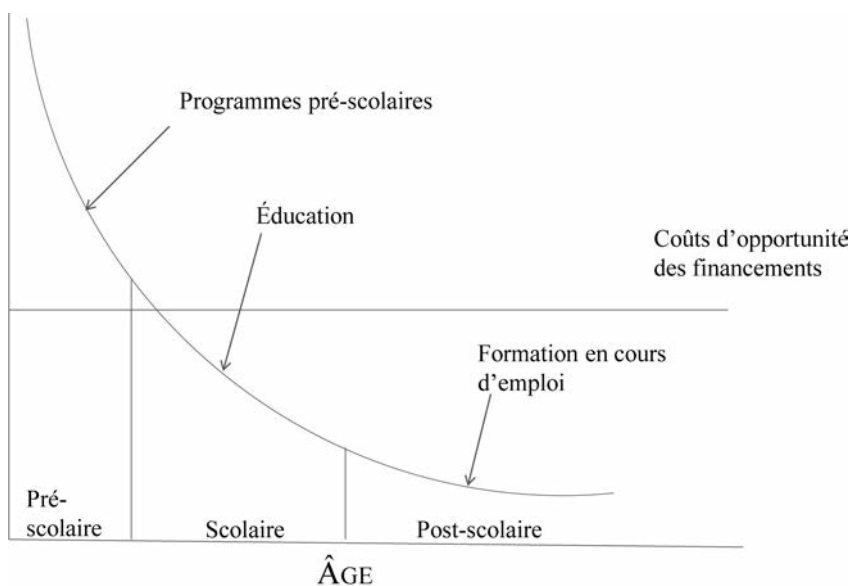 Programmes pré-scolaires
Éducation
Coûts d’opportunité
des financements
Formation en cours
d’emploi
Pré-
scolaire
Scolaire
Post-scolaire
ÂGE